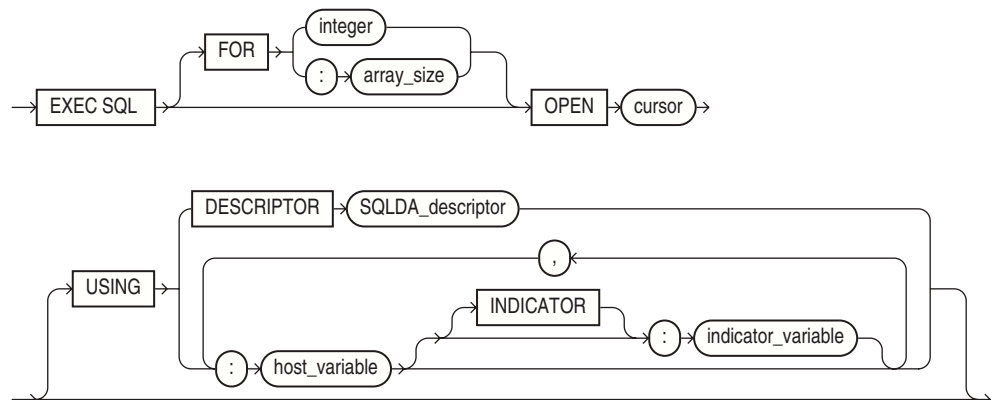 integer
FOR
: array_size
EXEC SQL OPEN cursor
DESCRIPTOR SQLDA_descriptor
,
USING
INDICATOR
: indicator_variable
: host_variable